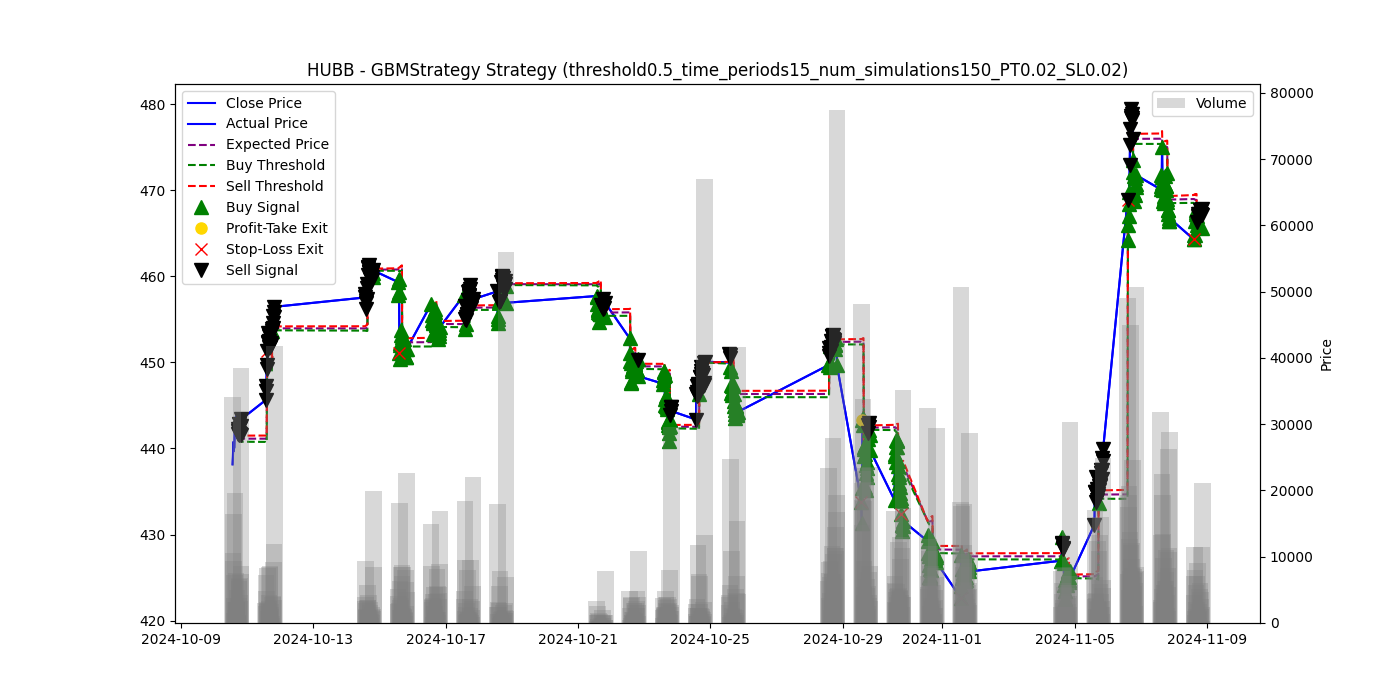 HUBB - GBMStrategy Strategy (threshold0.5_time_periods15_num_simulations150_PT0.02_SL0.02)
Close Price
Actual Price
Expected Price
Buy Threshold
Sell Threshold
Buy Signal
Profit-Take Exit
Stop-Loss Exit
Sell Signal
Volume
480
470
460
450
440
430
420
80000
70000
60000
50000
40000
30000
20000
10000
0
Price
2024-10-09
2024-10-13
2024-10-17
2024-10-21
2024-10-25
2024-10-29
2024-11-01
2024-11-05
2024-11-09